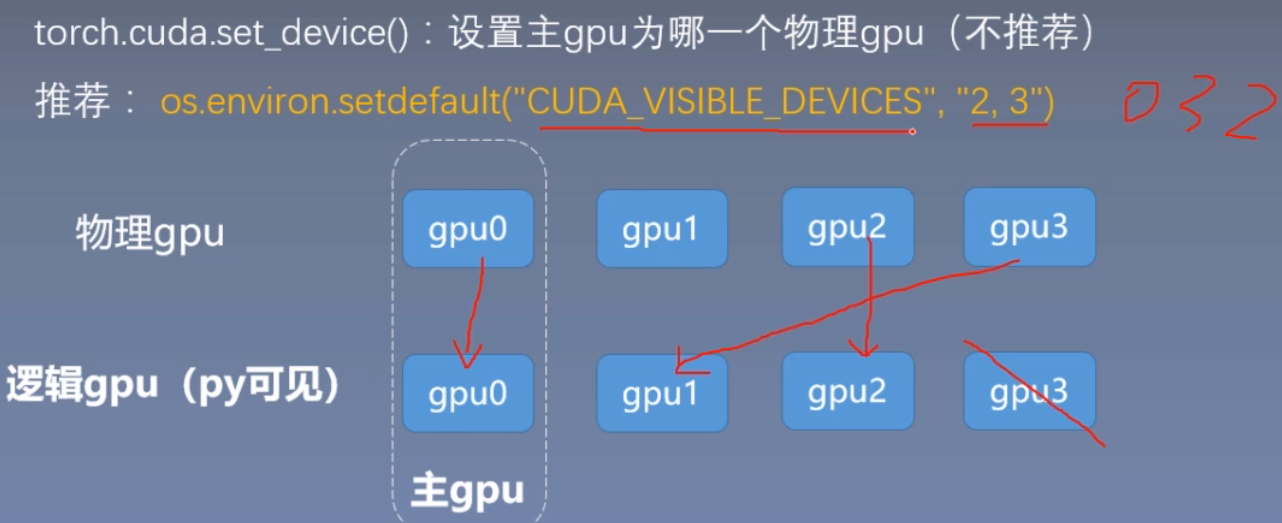 torch.cuda.set_device()：设置主gpu为哪一个物理gpu（不推荐）
推荐： os.environ.setdefault("CUDA_VISIBLE_DEVICES", "2, 3") 0 3 2
物理gpu gpu0 gpu1 gpu2 gpu3
逻辑gpu（py可见） gpu0 gpu1 gpu2 gpu3
主gpu